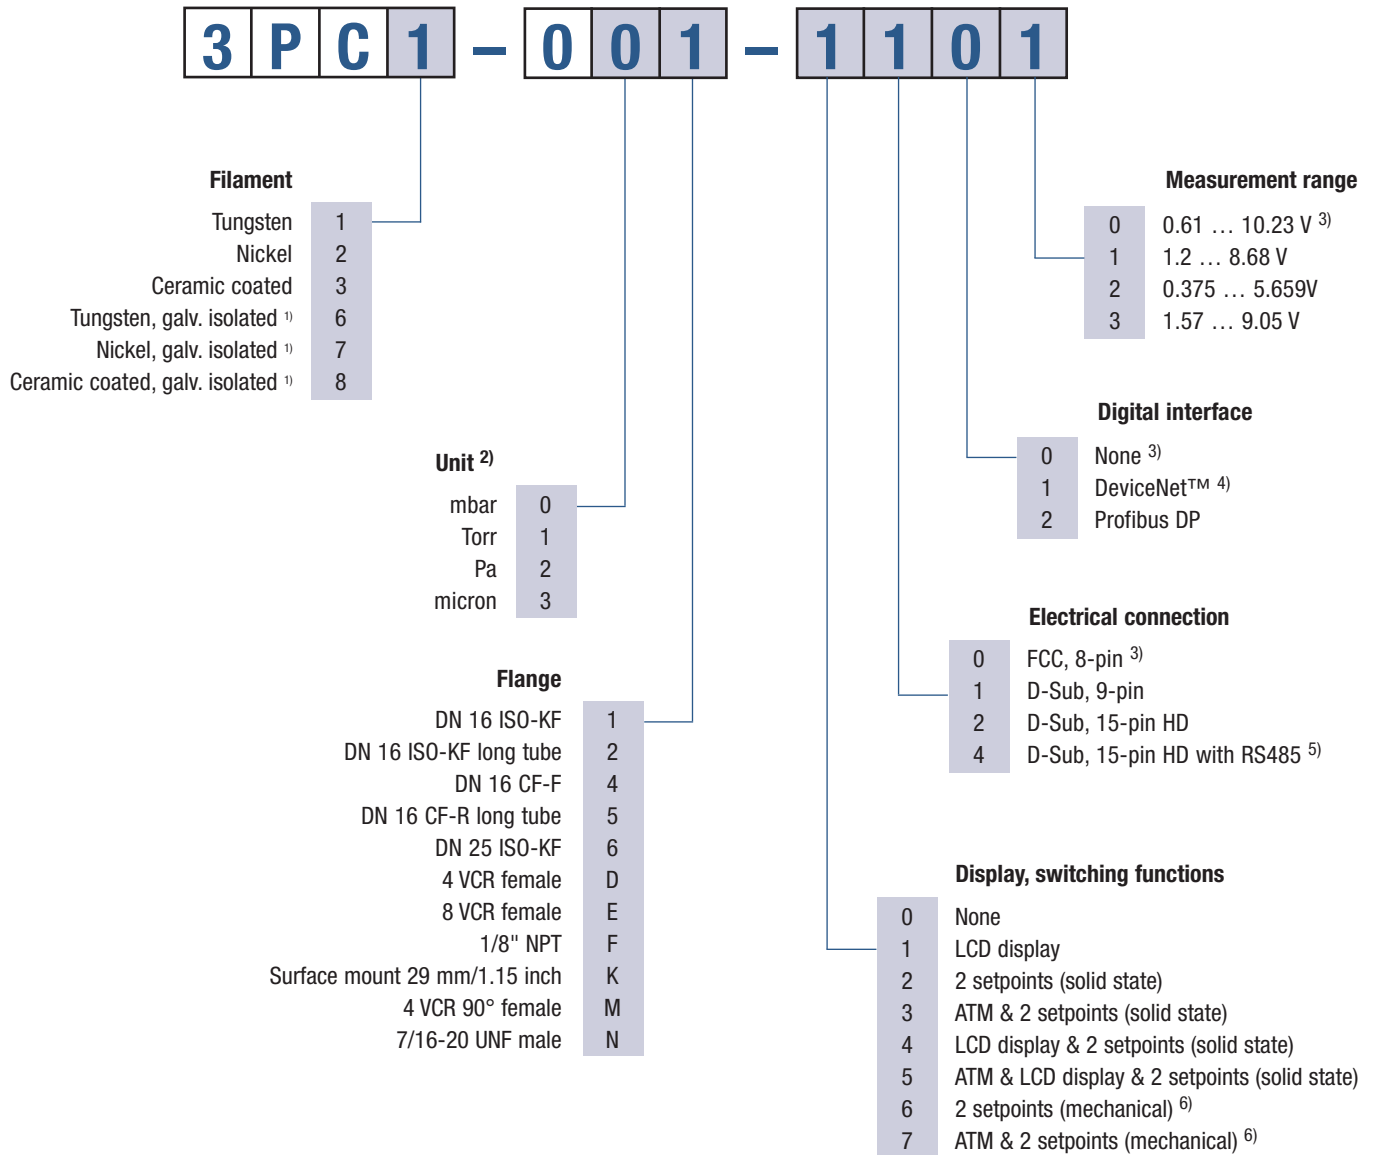 3PC1 – 001 – 1101
Filament
Tungsten 1
Nickel 2
Ceramic coated 3
Tungsten, galv. isolated 1) 6
Nickel, galv. isolated 1) 7
Ceramic coated, galv. isolated 1) 8
Unit 2)
mbar 0
Torr 1
Pa 2
micron 3
Flange
DN 16 ISO-KF 1
DN 16 ISO-KF long tube 2
DN 16 CF-F 4
DN 16 CF-R long tube 5
DN 25 ISO-KF 6
4 VCR female D
8 VCR female E
1/8" NPT F
Surface mount 29 mm/1.15 inch K
4 VCR 90° female M
7/16-20 UNF male N
Measurement range
0 0.61 … 10.23 V 3)
1 1.2 … 8.68 V
2 0.375 … 5.659V
3 1.57 … 9.05 V
Digital interface
0 None 3)
1 DeviceNet™ 4)
2 Profibus DP
Electrical connection
0 FCC, 8-pin 3)
1 D-Sub, 9-pin
2 D-Sub, 15-pin HD
4 D-Sub, 15-pin HD with RS485 5)
Display, switching functions
0 None
1 LCD display
2 2 setpoints (solid state)
3 ATM & 2 setpoints (solid state)
4 LCD display & 2 setpoints (solid state)
5 ATM & LCD display & 2 setpoints (solid state)
6 2 setpoints (mechanical) 6)
7 ATM & 2 setpoints (mechanical) 6)